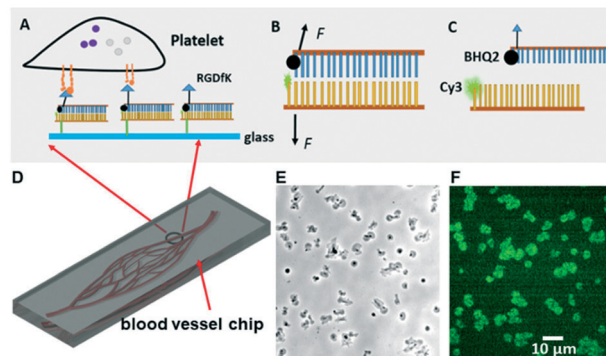 A
Platelet
RGDfK
glass
B
F
F
C
BHQ2
Cy3
D
blood vessel chip
E
F
10 μm